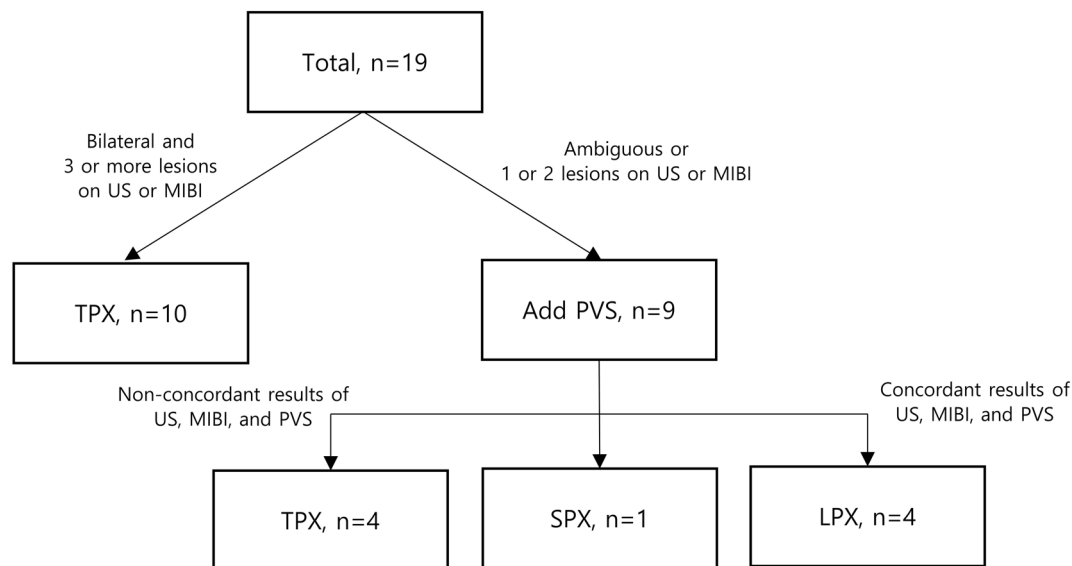 Total, n=19
Bilateral and
3 or more lesions
on US or MIBI
Ambiguous or
1 or 2 lesions on US or MIBI
TPX, n=10
Add PVS, n=9
Non-concordant results of
US, MIBI, and PVS
Concordant results of
US, MIBI, and PVS
TPX, n=4
SPX, n=1
LPX, n=4